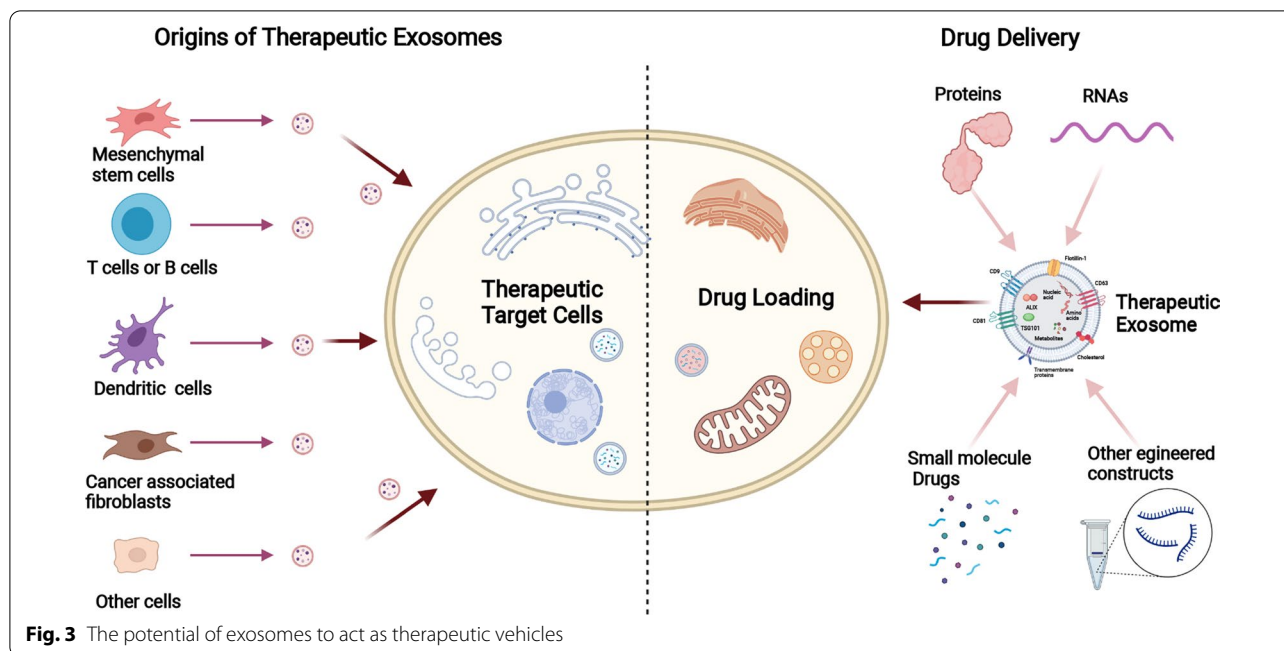 Origins of Therapeutic Exosomes
Mesenchymal
stem cells
T cells or B cells
Dendritic cells
Cancer associated
fibroblasts
Other cells
Therapeutic
Target Cells
Drug Delivery
Proteins
RNAs
Drug Loading
Flotillin-1
CD9
CD63
Nucleic
acid
ALIX
Amino
acids
CD81
TSG101
Metabolites
Cholesterol
Transmembrane
proteins
Therapeutic
Exosome
Small molecule
Drugs
Other egineered
constructs
Fig. 3 The potential of exosomes to act as therapeutic vehicles